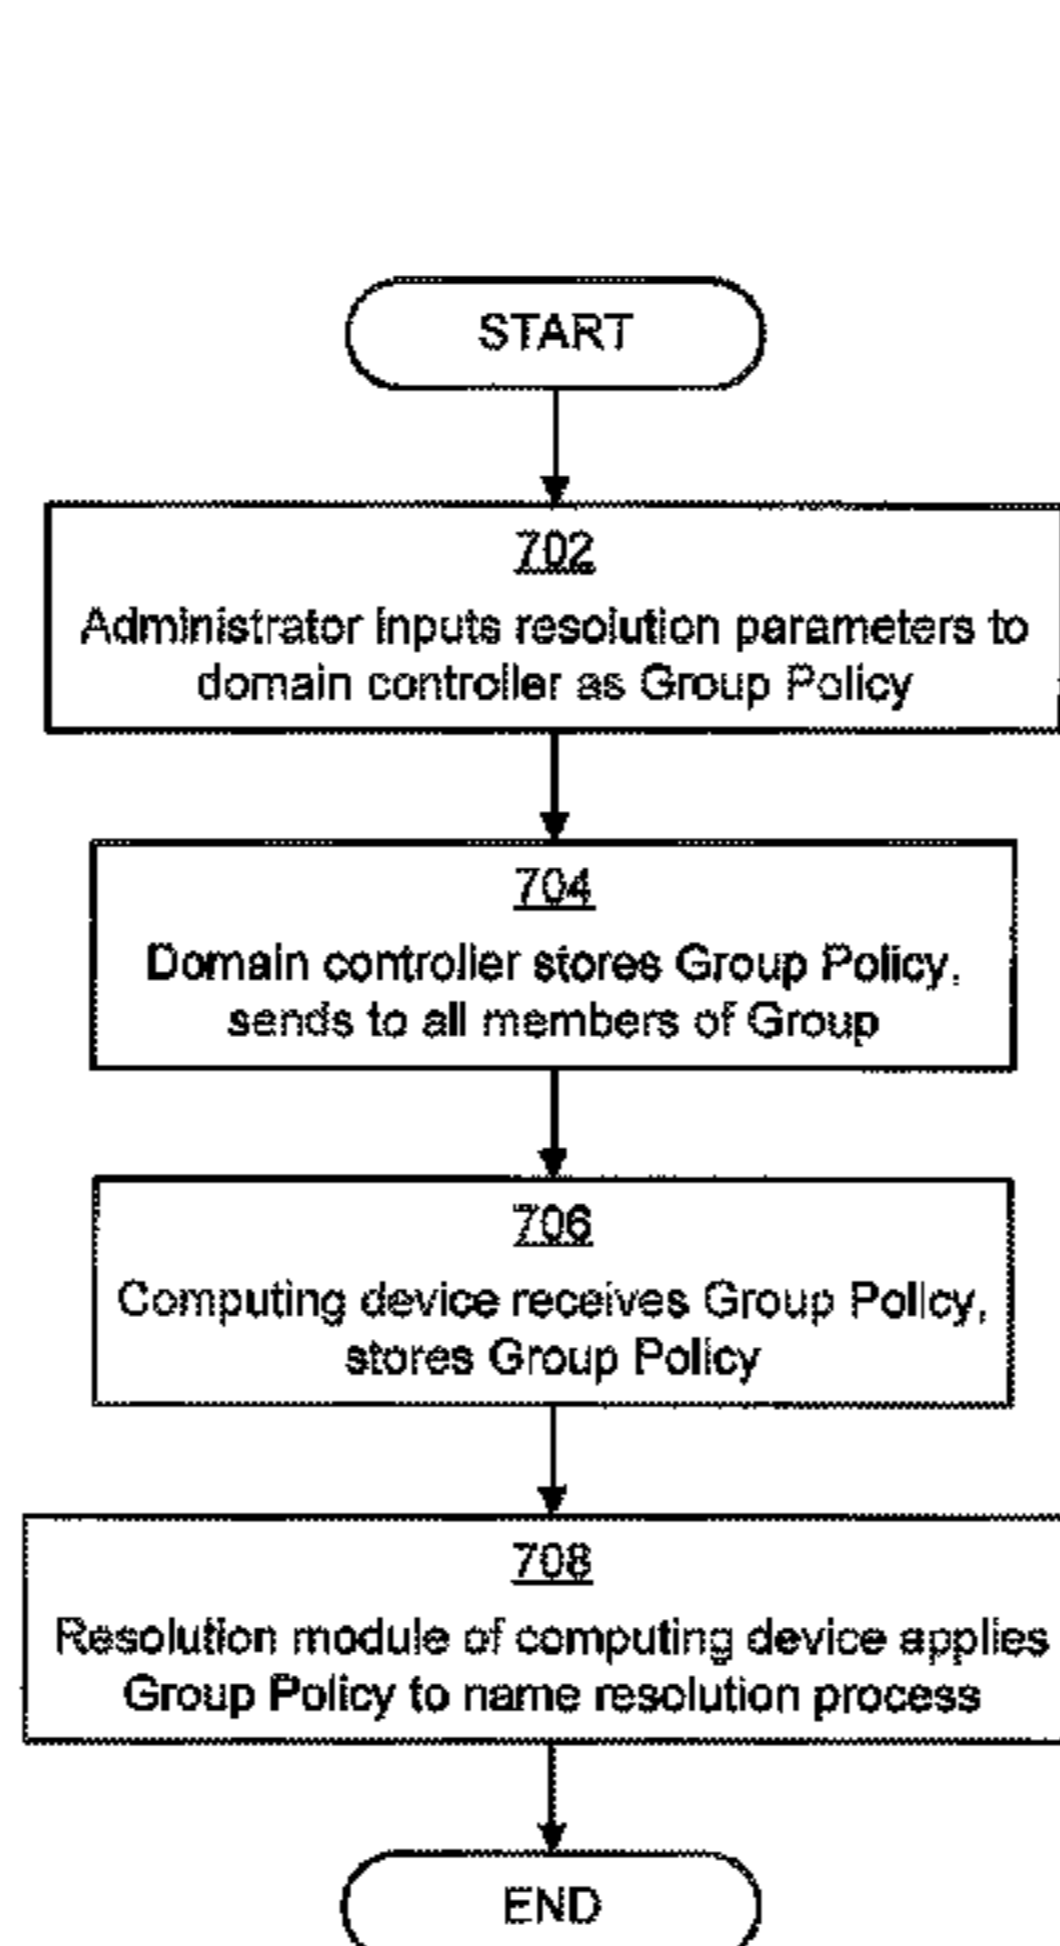 START
702
Administrator inputs resolution parameters to
domain controller as Group Policy
704
Domain controller stores Group Policy,
sends to all members of Group
706
Computing device receives Group Policy,
stores Group Policy
708
Resolution module of computing device applies
Group Policy to name resolution process
END